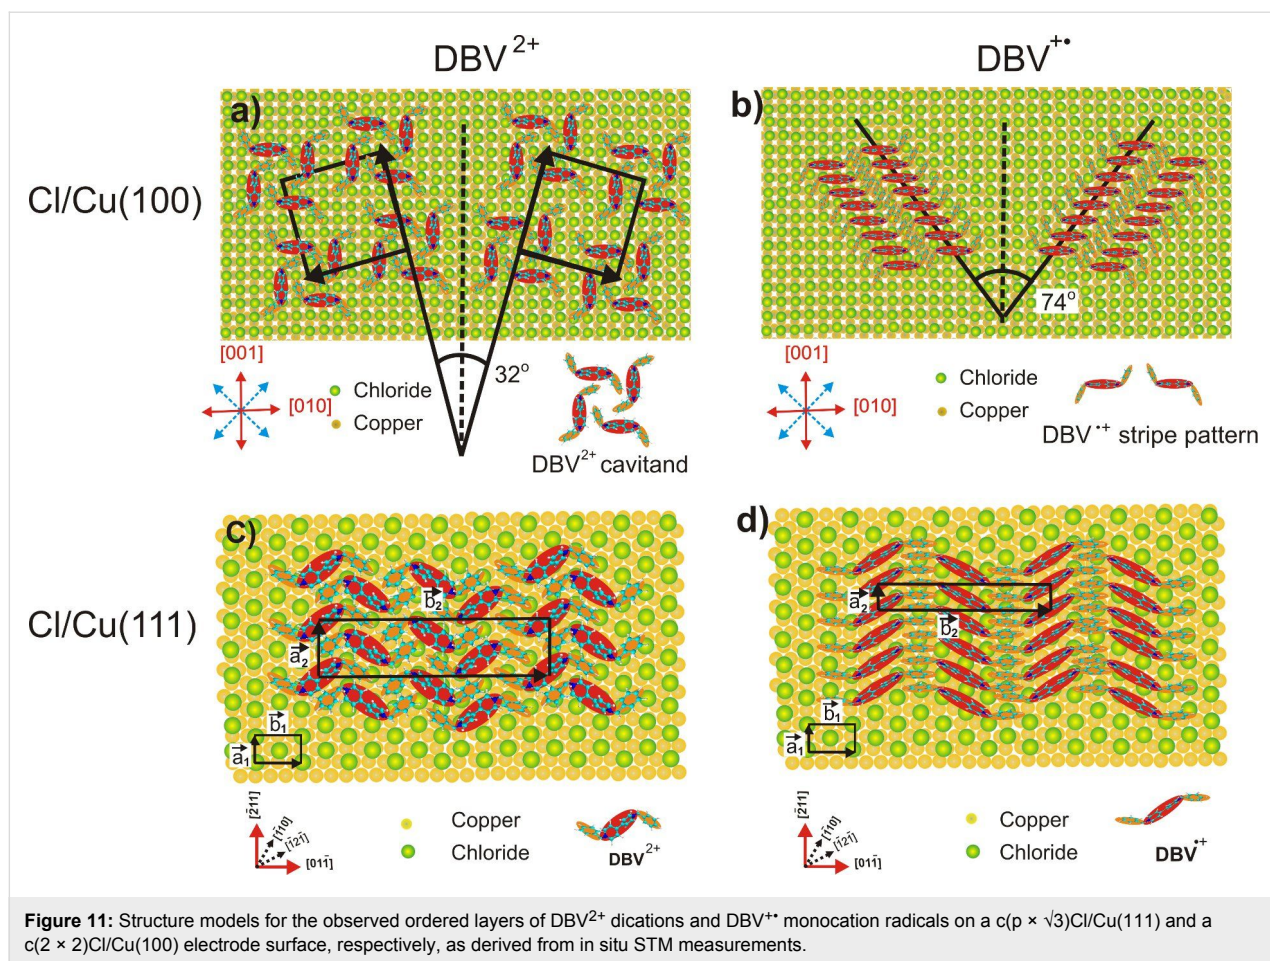 DBV2+
DBV+•
Cl/Cu(100)
a)
b)
32o
74o
[001]
[010]
Chloride
Copper
DBV2+ cavitand
[001]
[010]
Chloride
Copper
DBV•+ stripe pattern
Cl/Cu(111)
c)
d)
b2
a2
b1
a1
a2
b2
b1
a1
[2̄11]
[1̄10]
[1̄21̄]
[011̄]
Copper
Chloride
DBV2+
[2̄11]
[1̄10]
[1̄21̄]
[011̄]
Copper
Chloride
DBV•+
Figure 11: Structure models for the observed ordered layers of DBV2+ dications and DBV+• monocation radicals on a c(p × √3)Cl/Cu(111) and a
c(2 × 2)Cl/Cu(100) electrode surface, respectively, as derived from in situ STM measurements.